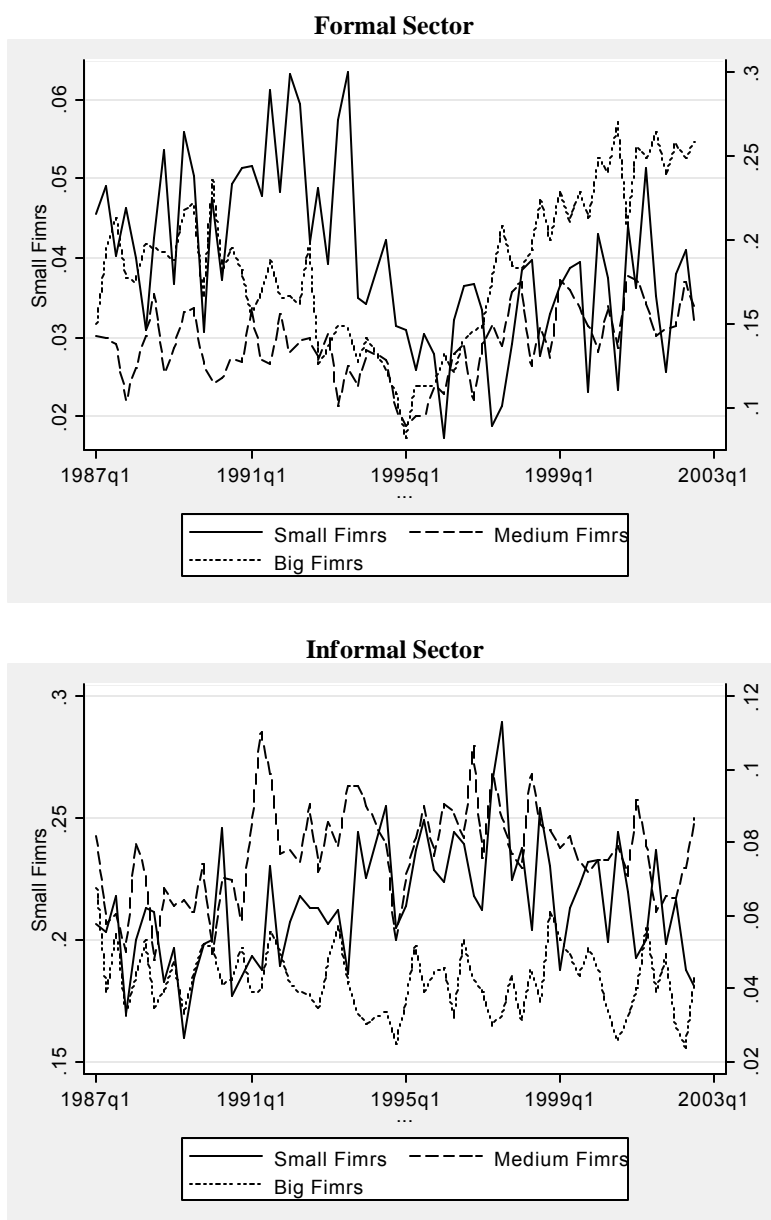 Formal Sector
.06
.05
.04
.03
.02
Small Fimrs
.3
.25
.2
.15
.1
1987q1 1991q1 1995q1 1999q1 2003q1
...
Small Fimrs Medium Fimrs
Big Fimrs
Informal Sector
.3
.25
.2
.15
Small Fimrs
.12
.1
.08
.06
.04
.02
1987q1 1991q1 1995q1 1999q1 2003q1
...
Small Fimrs Medium Fimrs
Big Fimrs